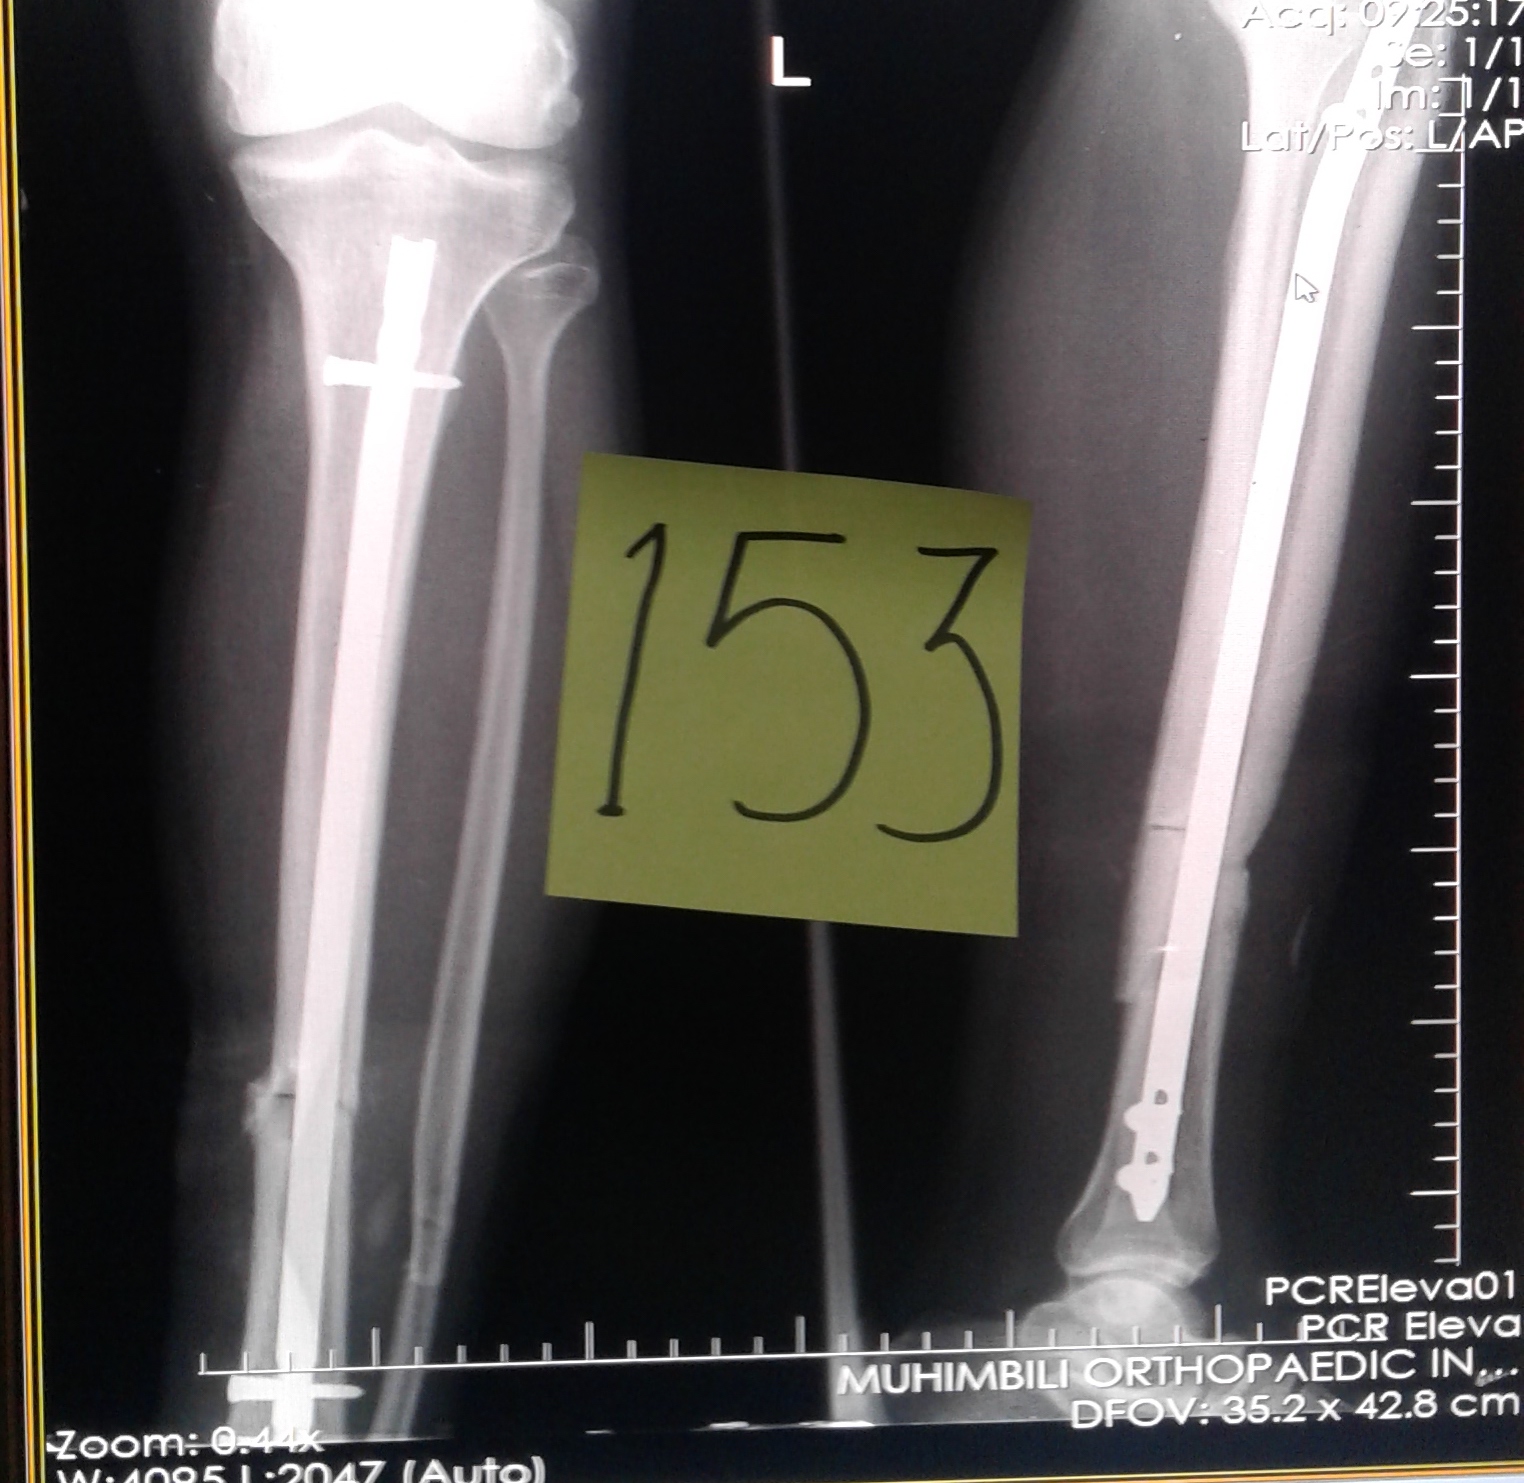 Acq: 09:25:17
Se: 1/1
Im: 1/1
Lat/Pos: L/AP
L
153
PCREleva01
PCR Eleva
MUHIMBILI ORTHOPAEDIC IN...
DFOV: 35.2 x 42.8 cm
Zoom: 0.44x
W:4095 L:2047 (Auto)